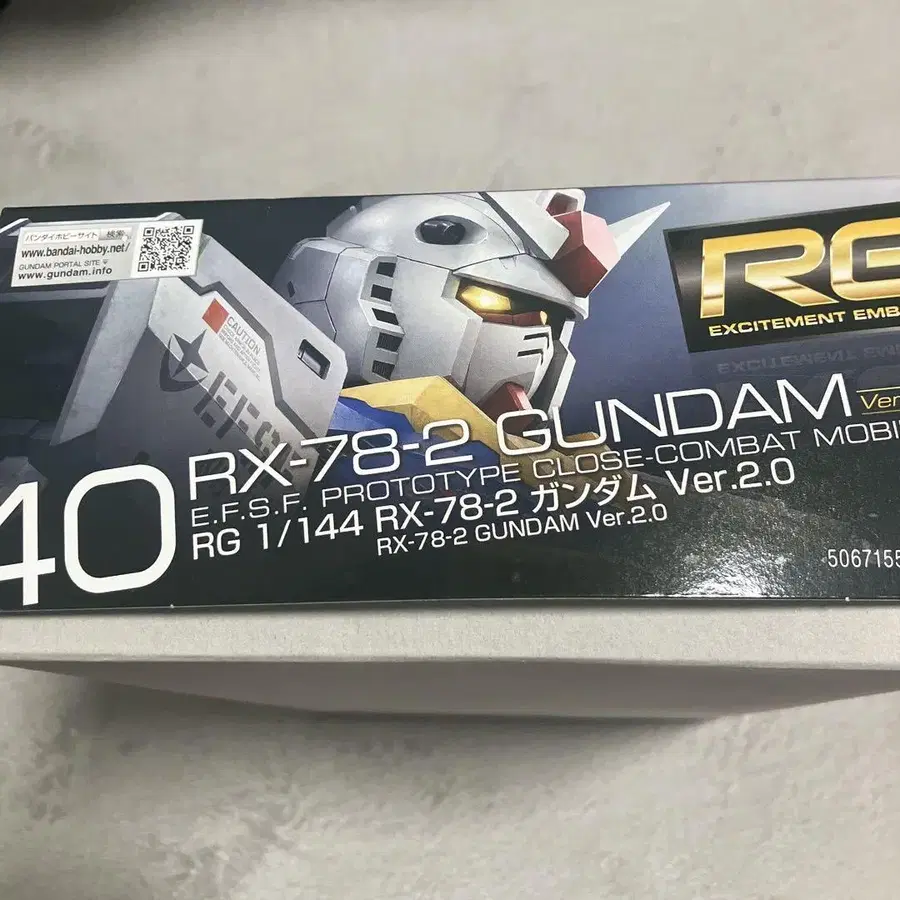 バンダイホビーサイト 検索
www.bandai-hobby.net/
GUNDAM PORTAL SITE
www.gundam.info
CAUTION
RG
EXCITEMENT EMB
40
RX-78-2 GUNDAM Ver
E.F.S.F. PROTOTYPE CLOSE-COMBAT MOBI
RG 1/144 RX-78-2 ガンダム Ver.2.0
RX-78-2 GUNDAM Ver.2.0
5067155